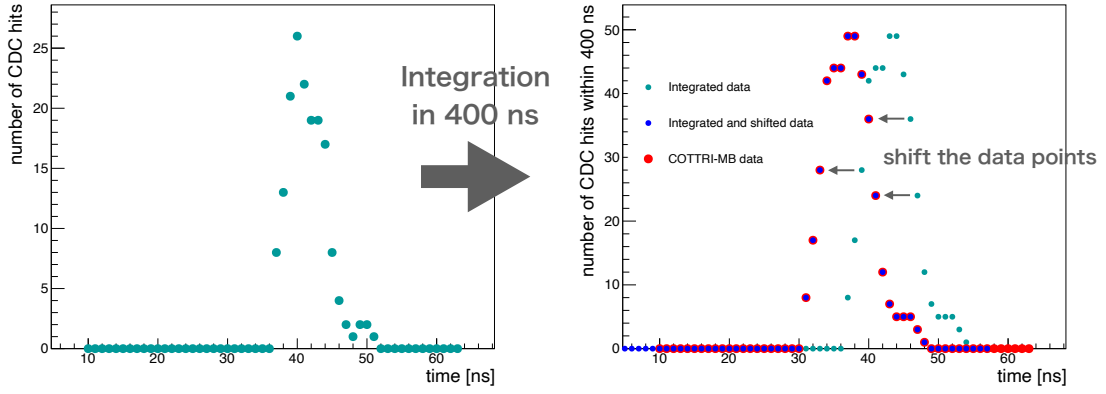 number of CDC hits
25
20
15
10
5
0
10 20 30 40 50 60
time [ns]
Integration
in 400 ns
number of CDC hits within 400 ns
50
40
30
20
10
0
Integrated data
Integrated and shifted data
COTTRI-MB data
shift the data points
10 20 30 40 50 60
time [ns]